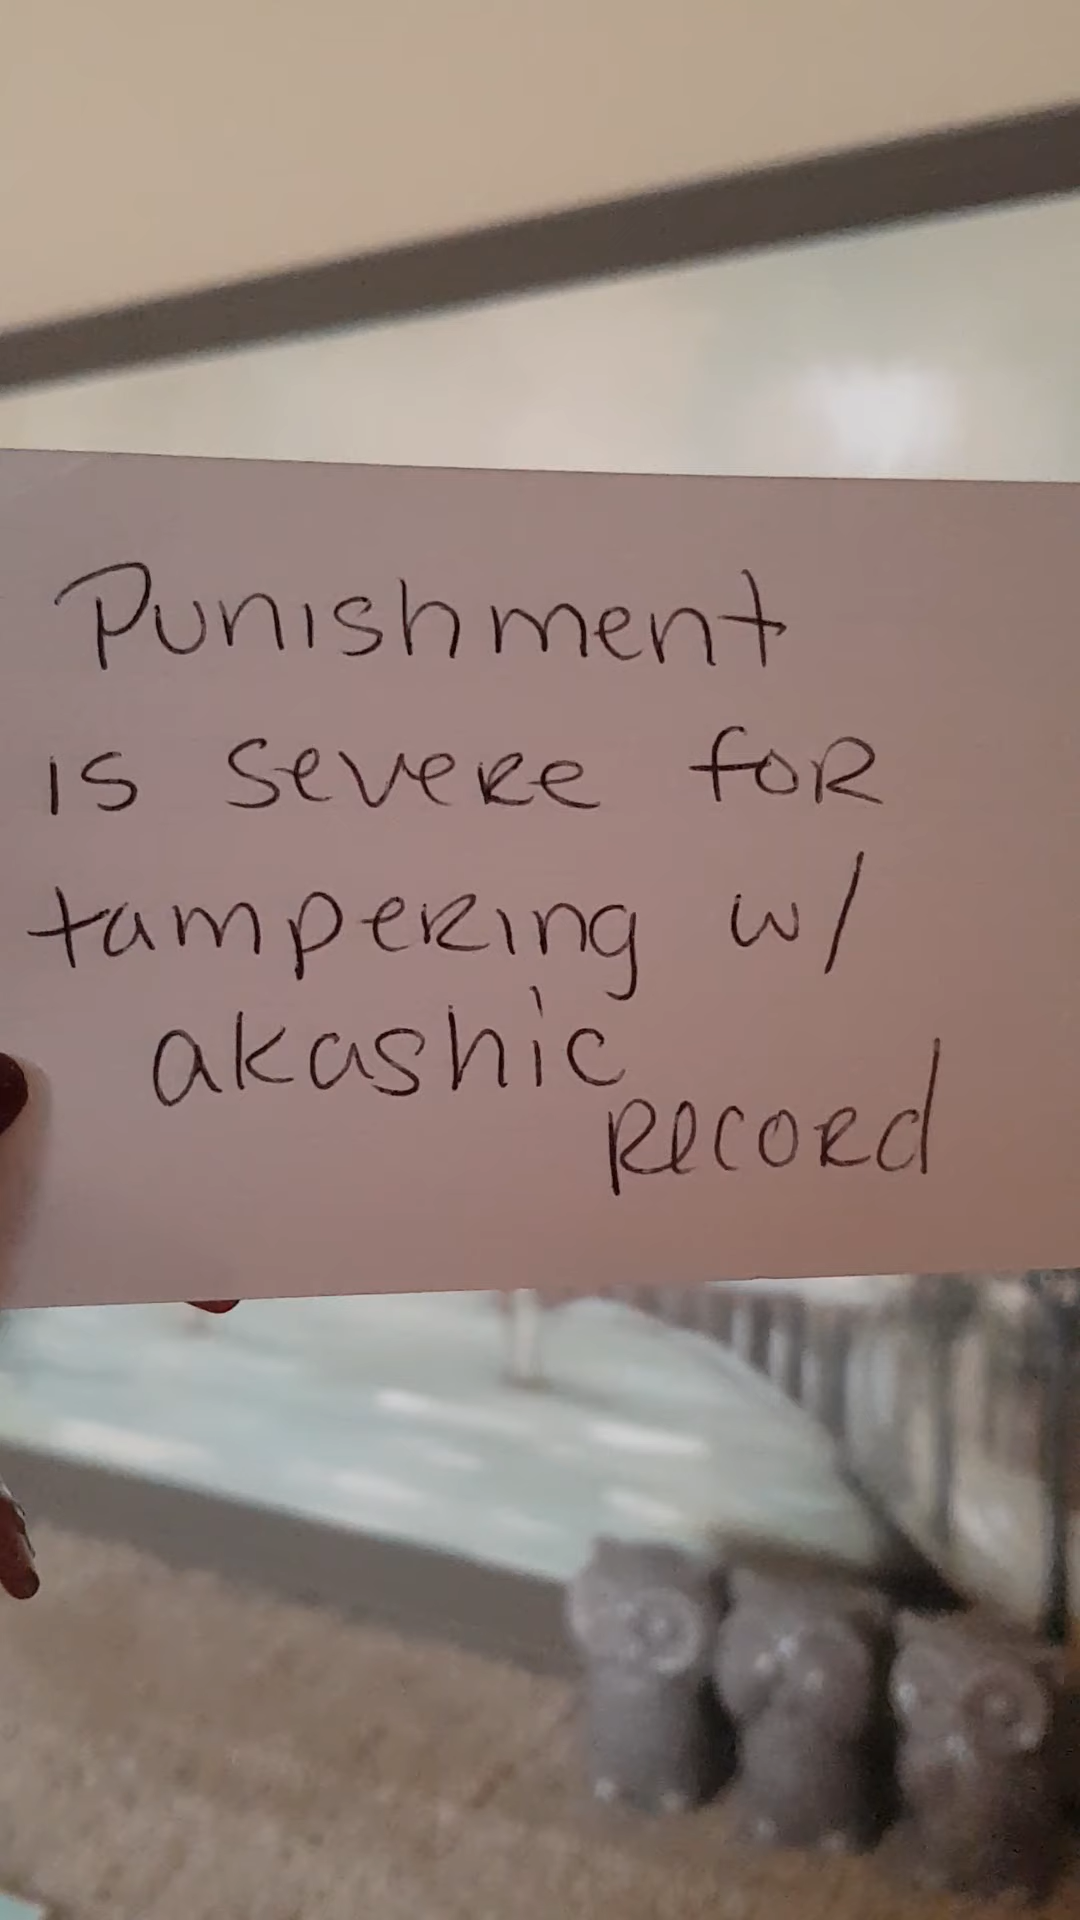 Punishment
is severe for
tampering w/
akashic
record